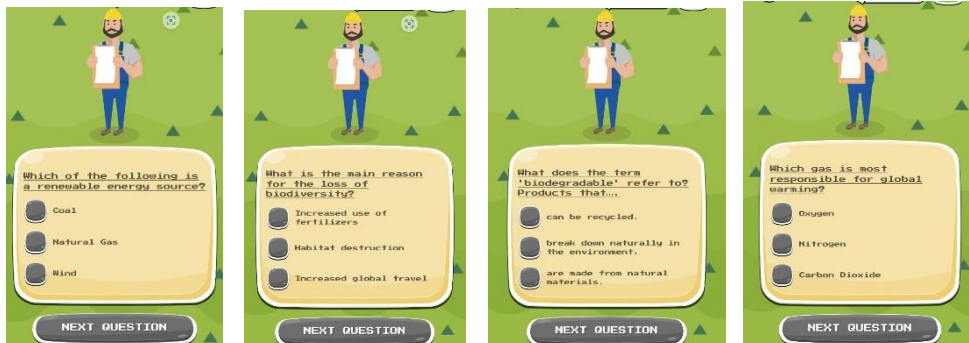 Which of the following is
a renewable energy source?
Coal
Natural Gas
Wind
NEXT QUESTION
What is the main reason
for the loss of
biodiversity?
Increased use of
fertilizers
Habitat destruction
Increased global travel
NEXT QUESTION
What does the term
'biodegradable' refer to?
Products that….
can be recycled.
break down naturally in
the environment.
are made from natural
materials.
NEXT QUESTION
Which gas is most
responsible for global
warming?
Oxygen
Nitrogen
Carbon Dioxide
NEXT QUESTION